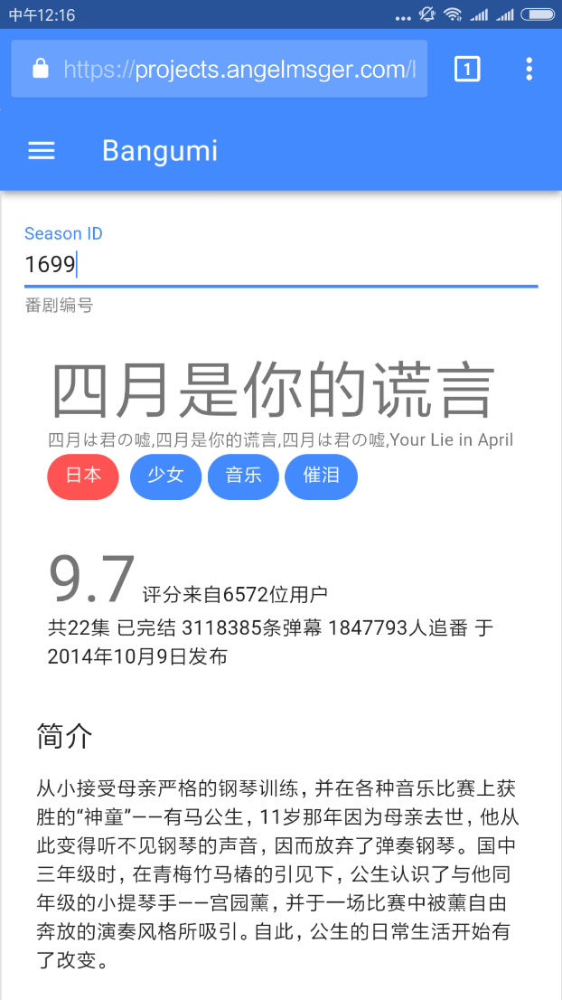 中午12:16
https://projects.angelmsger.com/
1
Bangumi
Season ID
1699
番剧编号
四月是你的谎言
四月は君の嘘,四月是你的谎言,四月は君の嘘,Your Lie in April
日本 少女 音乐 催泪
9.7 评分来自6572位用户
共22集 已完结 3118385条弹幕 1847793人追番 于
2014年10月9日发布
简介
从小接受母亲严格的钢琴训练，并在各种音乐比赛上获
胜的“神童”——有马公生，11岁那年因为母亲去世，他从
此变得听不见钢琴的声音，因而放弃了弹奏钢琴。国中
三年级时，在青梅竹马椿的引见下，公生认识了与他同
年级的小提琴手——宫园薰，并于一场比赛中被薰自由
奔放的演奏风格所吸引。自此，公生的日常生活开始有
了改变。